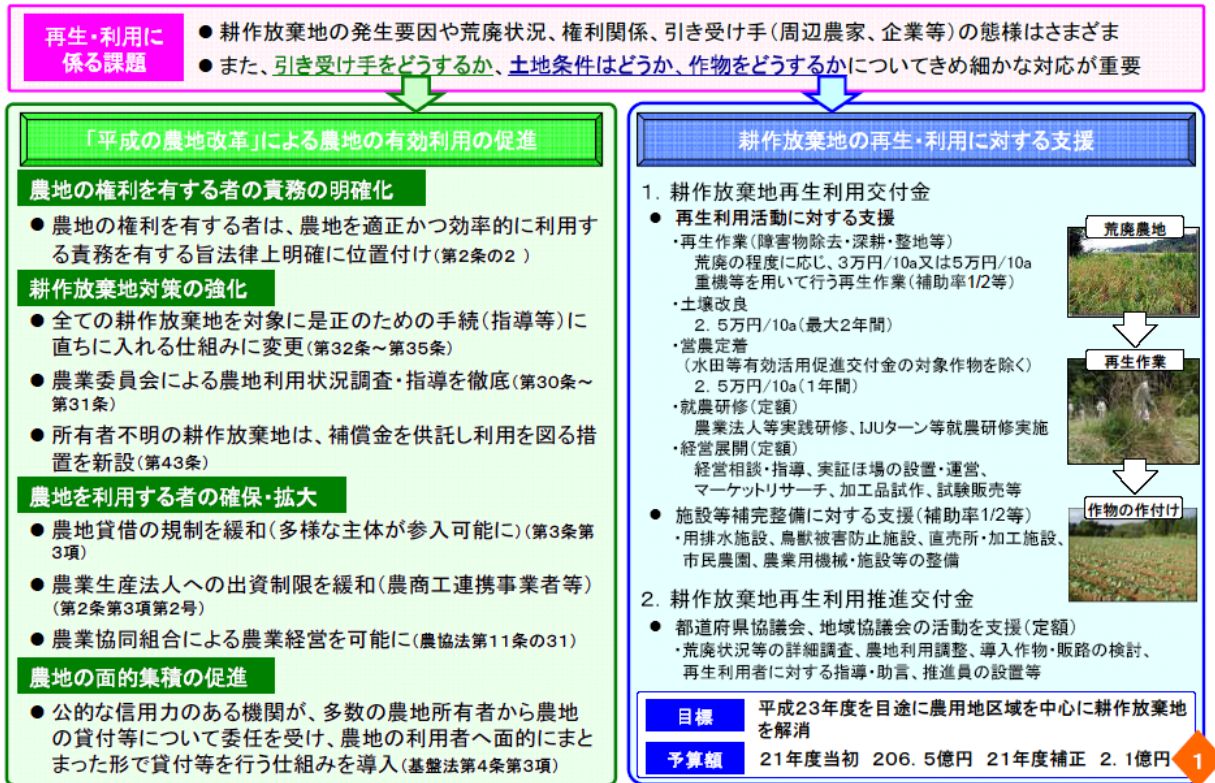 再生・利用に
係る課題
● 耕作放棄地の発生要因や荒廃状況、権利関係、引き受け手(周辺農家、企業等)の態様はさまざま
● また、引き受け手をどうするか、土地条件はどうか、作物をどうするかについてきめ細かな対応が重要
「平成の農地改革」による農地の有効利用の促進
農地の権利を有する者の責務の明確化
● 農地の権利を有する者は、農地を適正かつ効率的に利用す
る責務を有する旨法律上明確に位置付け(第2条の2 )
耕作放棄地対策の強化
● 全ての耕作放棄地を対象に是正のための手続(指導等)に
直ちに入れる仕組みに変更(第32条～第35条)
● 農業委員会による農地利用状況調査・指導を徹底(第30条～
第31条)
● 所有者不明の耕作放棄地は、補償金を供託し利用を図る措
置を新設(第43条)
農地を利用する者の確保・拡大
● 農地貸借の規制を緩和(多様な主体が参入可能に)(第3条第
3項)
● 農業生産法人への出資制限を緩和(農商工連携事業者等)
(第2条第3項第2号)
● 農業協同組合による農業経営を可能に(農協法第11条の31)
農地の面的集積の促進
● 公的な信用力のある機関が、多数の農地所有者から農地
の貸付等について委任を受け、農地の利用者へ面的にまと
まった形で貸付等を行う仕組みを導入(基盤法第4条第3項)
耕作放棄地の再生・利用に対する支援
1. 耕作放棄地再生利用交付金
● 再生利用活動に対する支援
・再生作業(障害物除去・深耕・整地等)
荒廃の程度に応じ、3万円/10a又は5万円/10a
重機等を用いて行う再生作業(補助率1/2等)
・土壌改良
2. 5万円/10a(最大2年間)
・営農定着
(水田等有効活用促進交付金の対象作物を除く)
2. 5万円/10a(1年間)
・就農研修(定額)
農業法人等実践研修、IJUターン等就農研修実施
・経営展開(定額)
経営相談・指導、実証ほ場の設置・運営、
マーケットリサーチ、加工品試作、試験販売等
● 施設等補完整備に対する支援(補助率1/2等)
・用排水施設、鳥獣被害防止施設、直売所・加工施設、
市民農園、農業用機械・施設等の整備
荒廃農地
再生作業
作物の作付け
2. 耕作放棄地再生利用推進交付金
● 都道府県協議会、地域協議会の活動を支援(定額)
・荒廃状況等の詳細調査、農地利用調整、導入作物・販路の検討、
再生利用者に対する指導・助言、推進員の設置等
目標
平成23年度を目途に農用地区域を中心に耕作放棄地
を解消
予算額
21年度当初 206. 5億円 21年度補正 2. 1億円
1